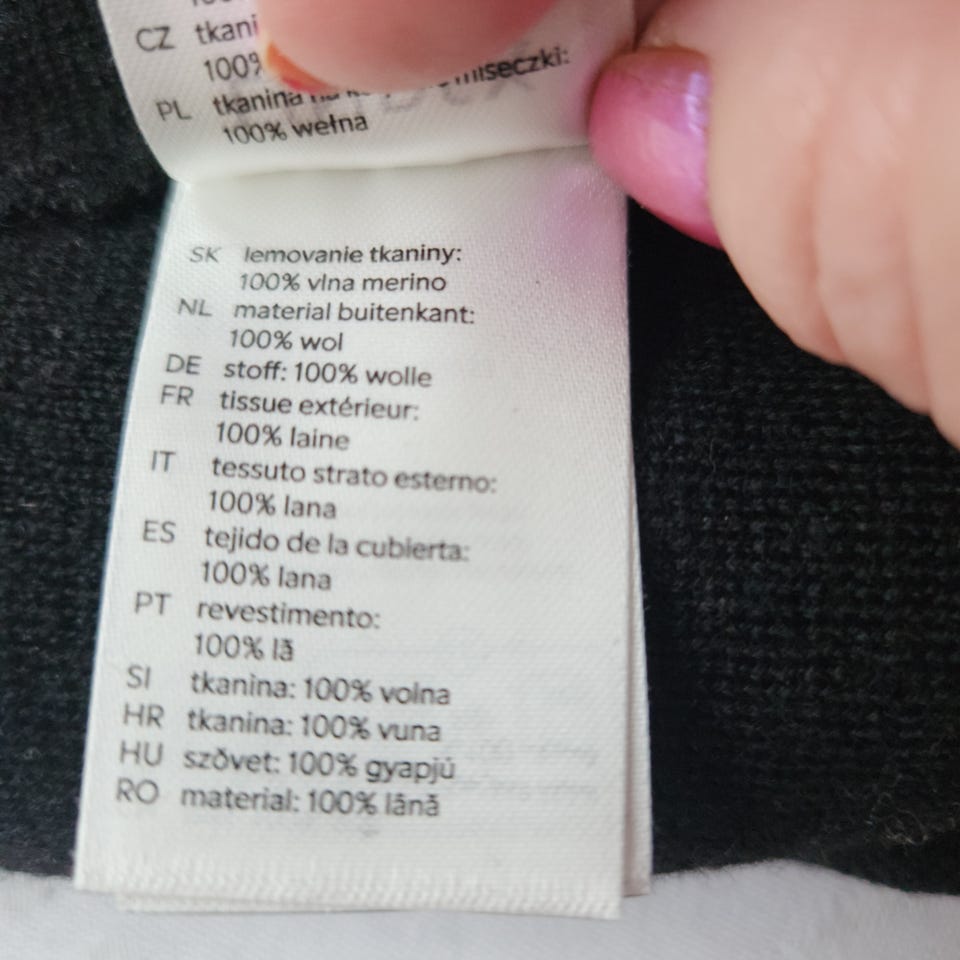 CZ tkani
100%
PL tkanina
100% wełna
SK lemovanie tkaniny:
100% vlna merino
NL material buitenkant:
100% wol
DE stoff: 100% wolle
FR tissue extérieur:
100% laine
IT tessuto strato esterno:
100% lana
ES tejido de la cubierta:
100% lana
PT revestimento:
100% lã
SI tkanina: 100% volna
HR tkanina: 100% vuna
HU szövet: 100% gyapjú
RO material: 100% lână